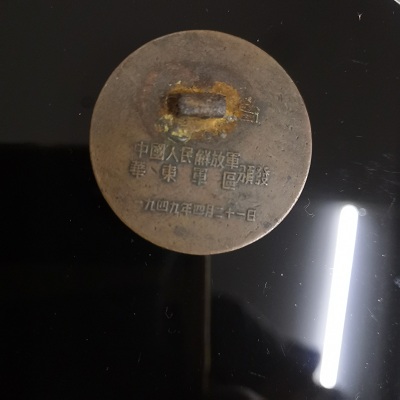 中國人民解放軍
華東軍區頒發
一九四九年四月二十一日